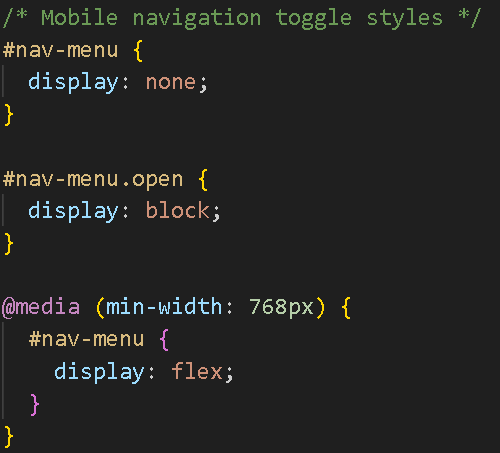 /* Mobile navigation toggle styles */
#nav-menu {
  display: none;
}

#nav-menu.open {
  display: block;
}

@media (min-width: 768px) {
  #nav-menu {
    display: flex;
  }
}